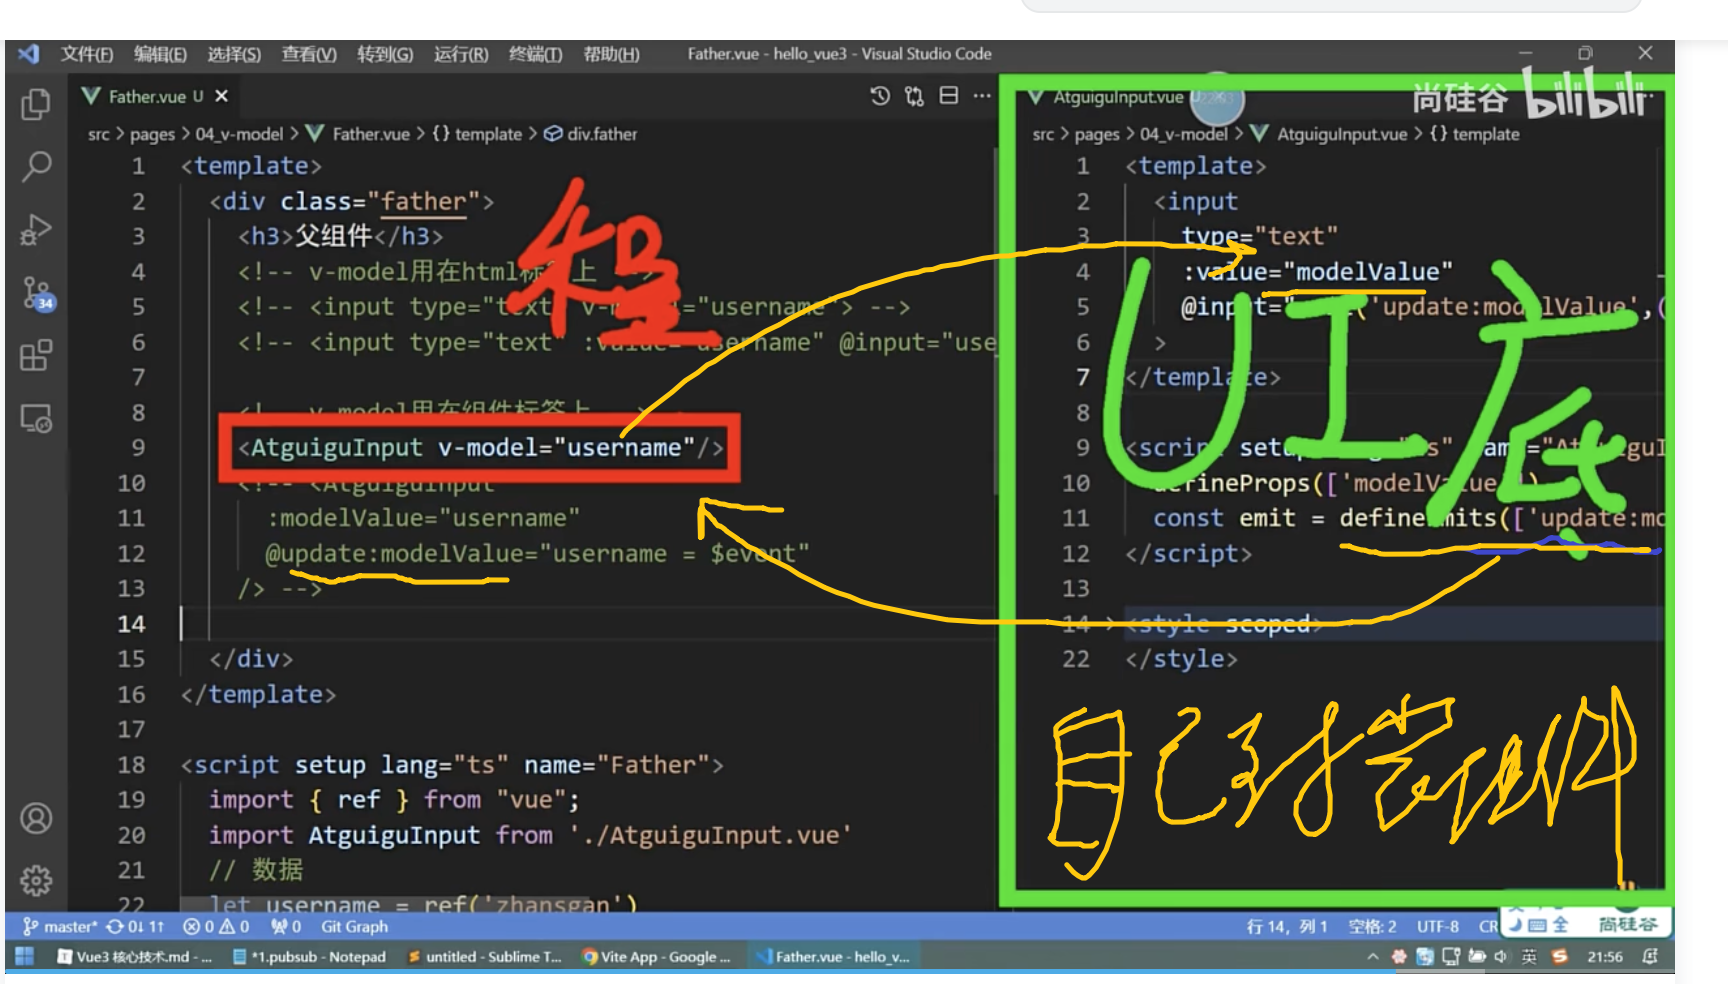 文件(F) 编辑(E) 选择(S) 查看(V) 转到(G) 运行(R) 终端(T) 帮助(H) Father.vue - hello_vue3 - Visual Studio Code
Father.vue U
src > pages > 04_v-model > Father.vue > {} template > div.father
1 <template>
2 <div class="father">
3 <h3>父组件</h3>
4 <!-- v-model用在html标签上 -->
5 <!-- <input type="text" v-model="username"> -->
6 <!-- <input type="text" :value="username" @input="use
7
8 <!-- v-model用在组件标签上 -->
9 <AtguiguInput v-model="username"/>
10 <!-- <AtguiguInput
11 :modelValue="username"
12 @update:modelValue="username = $event"
13 /> -->
14
15 </div>
16 </template>
17
18 <script setup lang="ts" name="Father">
19 import { ref } from "vue";
20 import AtguiguInput from './AtguiguInput.vue'
21 // 数据
22 let username = ref('zhansgan')
程
AtguiguInput.vue U
尚硅谷 bilibili
src > pages > 04_v-model > AtguiguInput.vue > {} template
1 <template>
2 <input
3 type="text"
4 :value="modelValue"
5 @input="('update:modelValue',(
6 >
7 </template>
8
9 <script setup "ts" name="AtguiguI
10 defineProps(['modelValue'])
11 const emit = defineEmits(['update:mo
12 </script>
13
14 <style scoped>
22 </style>
UI底
自己封装组件
34
master* 0↓ 1↑ 0 0 0 Git Graph
行 14，列 1 空格: 2 UTF-8 CR
全 尚硅谷
Vue3 核心技术.md - ... *1.pubsub - Notepad untitled - Sublime T... Vite App - Google ... Father.vue - hello_v... 英 21:56